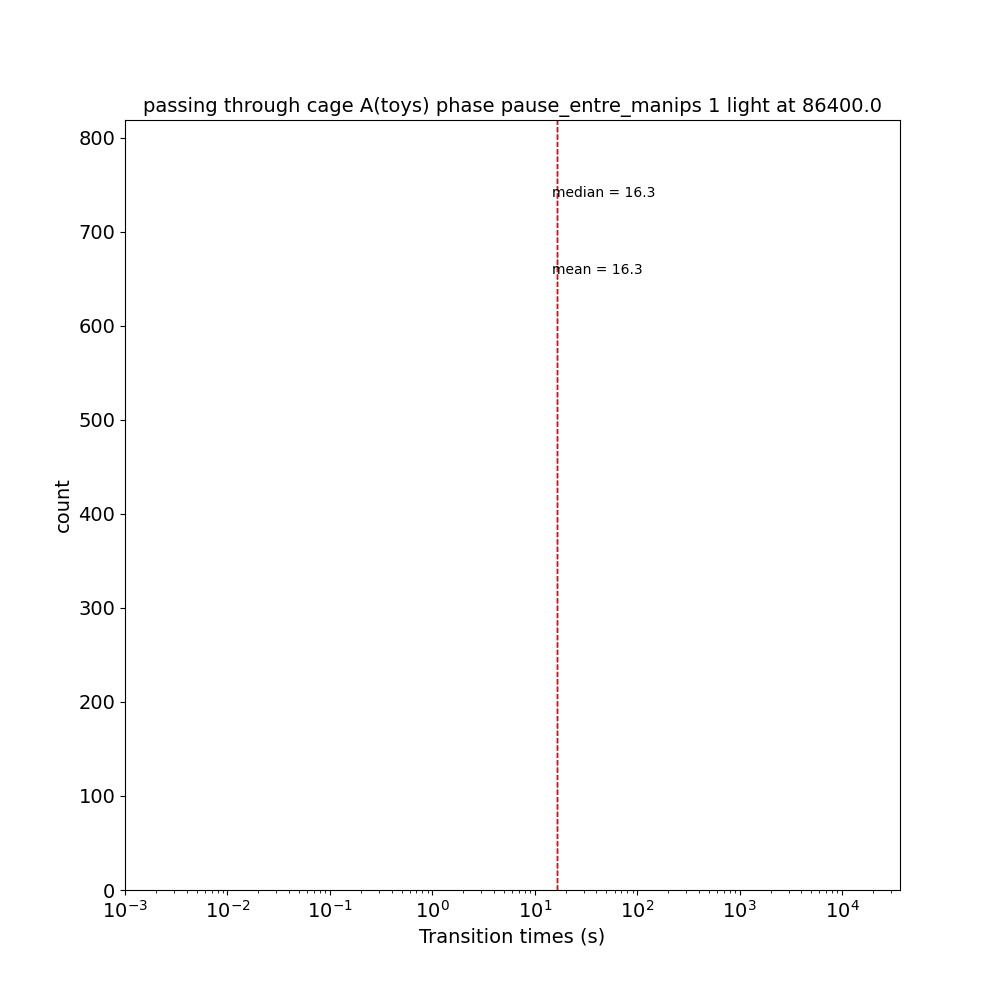 passing through cage A(toys) phase pause_entre_manips 1 light at 86400.0
800
median = 16.3
700
mean = 16.3
600
500
400
count
300
200
100
0
10⁻³ 10⁻² 10⁻¹ 10⁰ 10¹ 10² 10³ 10⁴
Transition times (s)